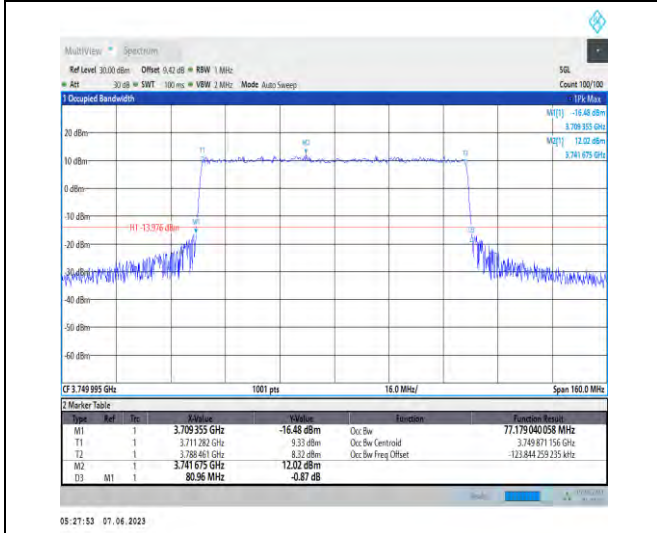 MultiView Spectrum
Ref Level 30.00 dBm Offset 9.42 dB RBW 1 MHz SGL
Att 30 dB SWT 100 ms VBW 2 MHz Mode Auto Sweep Count 100/100
1 Occupied Bandwidth 1Pk Max
M1[1] -16.48 dBm
3.709 355 GHz
M2[1] 12.02 dBm
3.741 675 GHz
20 dBm
T1 M2 T2
10 dBm
0 dBm
-10 dBm
H1 -13.976 dBm M1 D3
-30 dBm
-40 dBm
-50 dBm
-60 dBm
CF 3.749 995 GHz 1001 pts 16.0 MHz/ Span 160.0 MHz
2 Marker Table
Type Ref Trc X-Value Y-Value Function Function Result
M1 1 3.709 355 GHz -16.48 dBm Occ Bw 77.179 040 058 MHz
T1 1 3.711 282 GHz 9.33 dBm Occ Bw Centroid 3.749 871 156 GHz
T2 1 3.788 461 GHz 8.32 dBm Occ Bw Freq Offset -123.844 259 235 kHz
M2 1 3.741 675 GHz 12.02 dBm
D3 M1 1 80.96 MHz -0.87 dB
05:27:53 07.06.2023